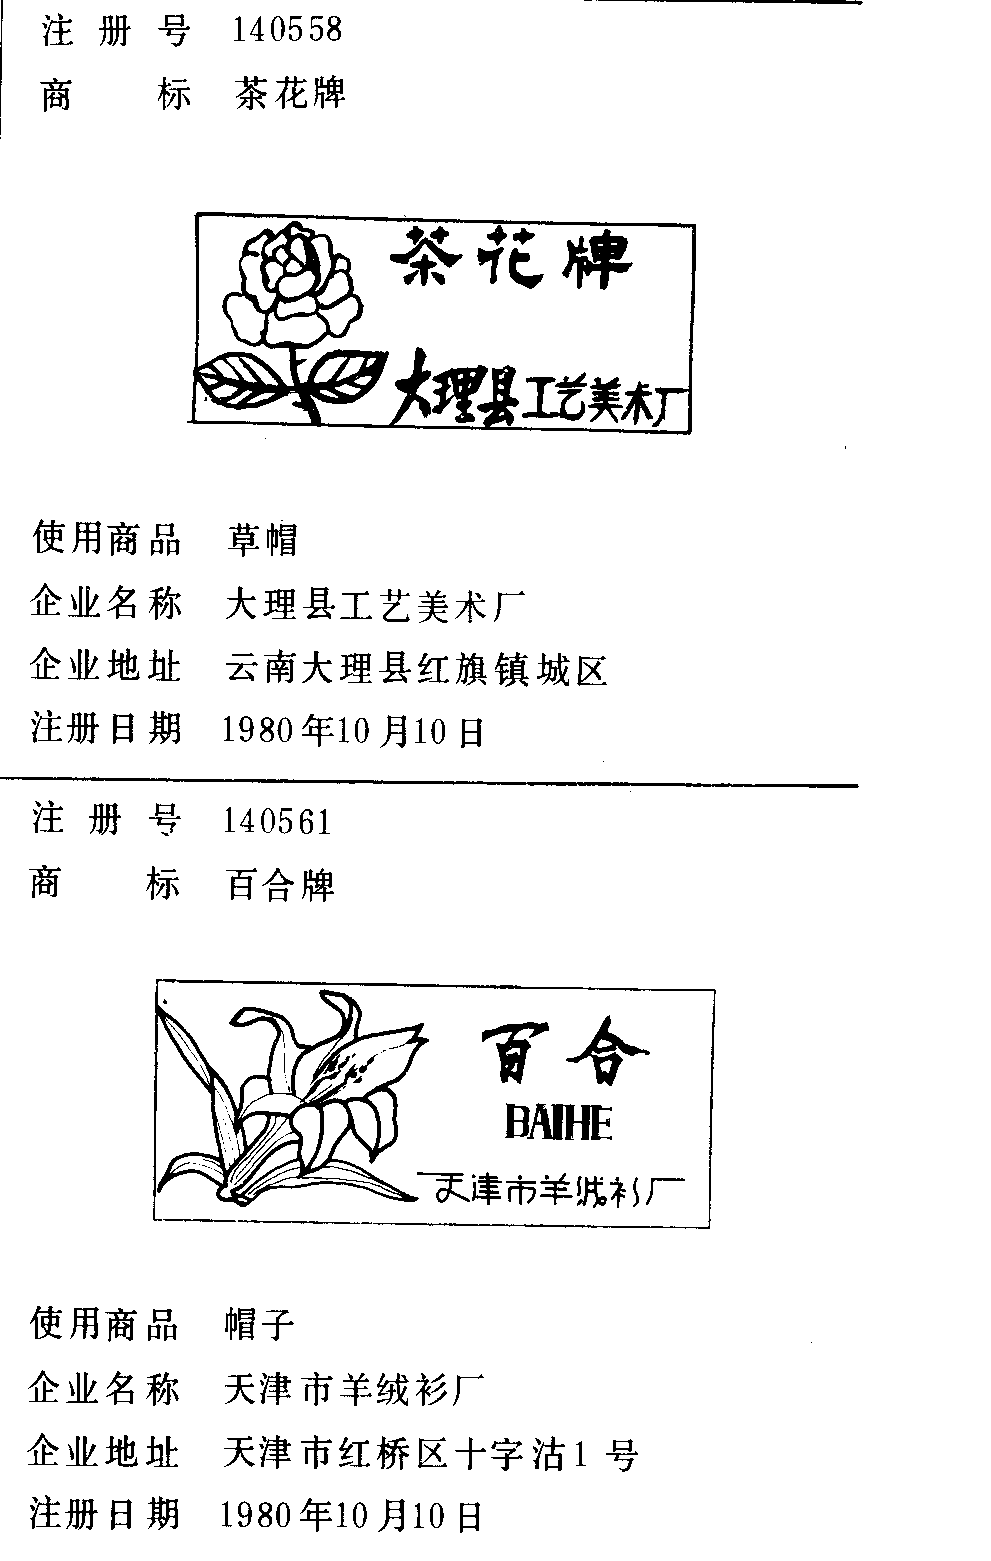 注册号 140558
商标 茶花牌
茶花牌
大理县工艺美术厂
使用商品 草帽
企业名称 大理县工艺美术厂
企业地址 云南大理县红旗镇城区
注册日期 1980年10月10日
注册号 140561
商标 百合牌
百合
BAIHE
天津市羊绒衫厂
使用商品 帽子
企业名称 天津市羊绒衫厂
企业地址 天津市红桥区十字沽1号
注册日期 1980年10月10日